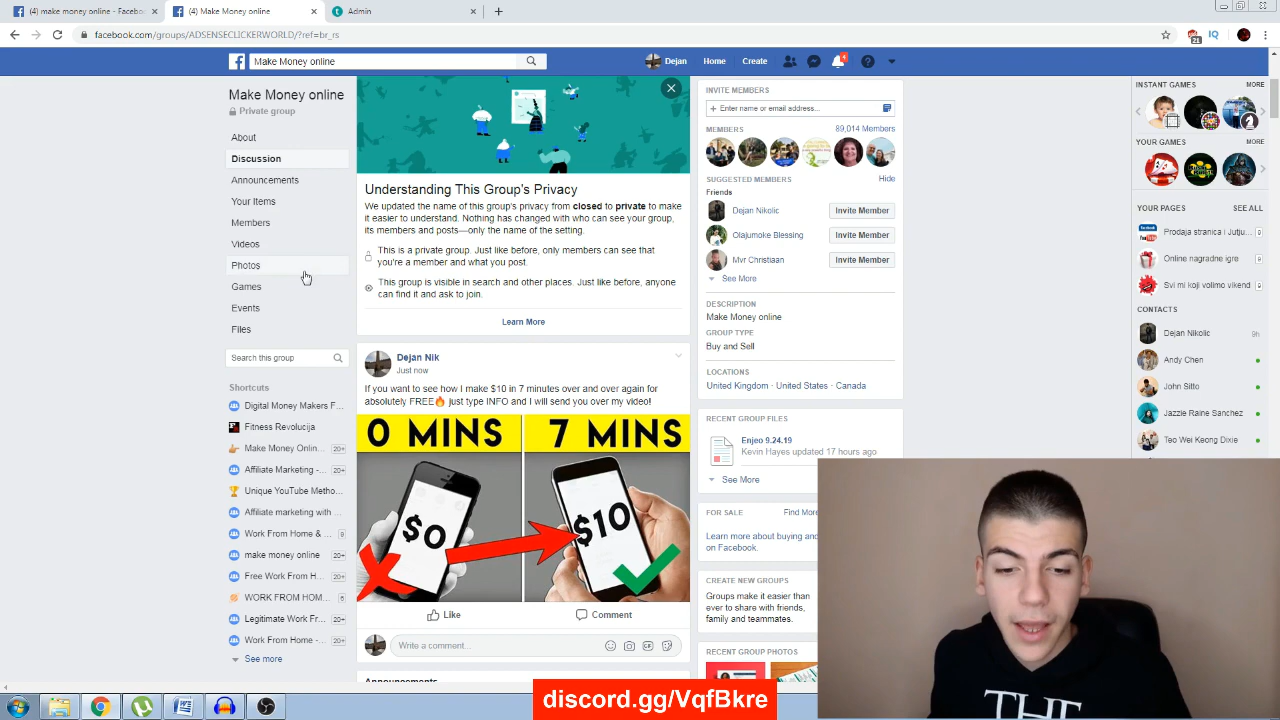 (4) make money online - Faceb
(4) Make Money online
Admin
facebook.com/groups/ADSENSECLICKERWORLD/?ref=br_rs
21
IQ
Make Money online
Dejan
Home
Create
Make Money online
Private group
About
Discussion
Announcements
Your Items
Members
Videos
Photos
Games
Events
Files
Search this group
Shortcuts
Digital Money Makers F...
Fitness Revolucija
Make Money Onlin... 20+
Affiliate Marketing -... 20+
Unique YouTube Metho...
Affiliate marketing with ...
Work From Home & ... 9
make money online 20+
Free Work From H... 20+
WORK FROM HOM... 6
Legitimate Work Fr... 20+
Work From Home -... 20+
See more
Understanding This Group's Privacy
We updated the name of this group's privacy from closed to private to make
it easier to understand. Nothing has changed with who can see your group,
its members and posts—only the name of the setting.
This is a private group. Just like before, only members can see that
you're a member and what you post.
This group is visible in search and other places. Just like before, anyone
can find it and ask to join.
Learn More
Dejan Nik
Just now
If you want to see how I make $10 in 7 minutes over and over again for
absolutely FREE🔥 just type INFO and I will send you over my video!
0 MINS
7 MINS
$0
$10
Like
Comment
Write a comment...
GIF
Announcements
INVITE MEMBERS
+ Enter name or email address...
MEMBERS
89,014 Members
SUGGESTED MEMBERS
Hide
Friends
Dejan Nikolic
Invite Member
Olajumoke Blessing
Invite Member
Mvr Christiaan
Invite Member
See More
DESCRIPTION
Make Money online
GROUP TYPE
Buy and Sell
LOCATIONS
United Kingdom · United States · Canada
RECENT GROUP FILES
Enjeo 9.24.19
Kevin Hayes updated 17 hours ago
See More
FOR SALE
Find More
Learn more about buying and
on Facebook.
CREATE NEW GROUPS
Groups make it easier
ever to share with friends,
family and teammates.
RECENT GROUP PHOTOS
INSTANT GAMES
MORE
YOUR GAMES
MORE
YOUR PAGES
SEE ALL
Prodaja stranica i Jutju...
Online nagradne igre
Svi mi koji volimo vikend
CONTACTS
Dejan Nikolic 9h
Andy Chen
John Sitto
Jazzie Raine Sanchez
Teo Wei Keong Dixie
THE
discord.gg/VqfBkre